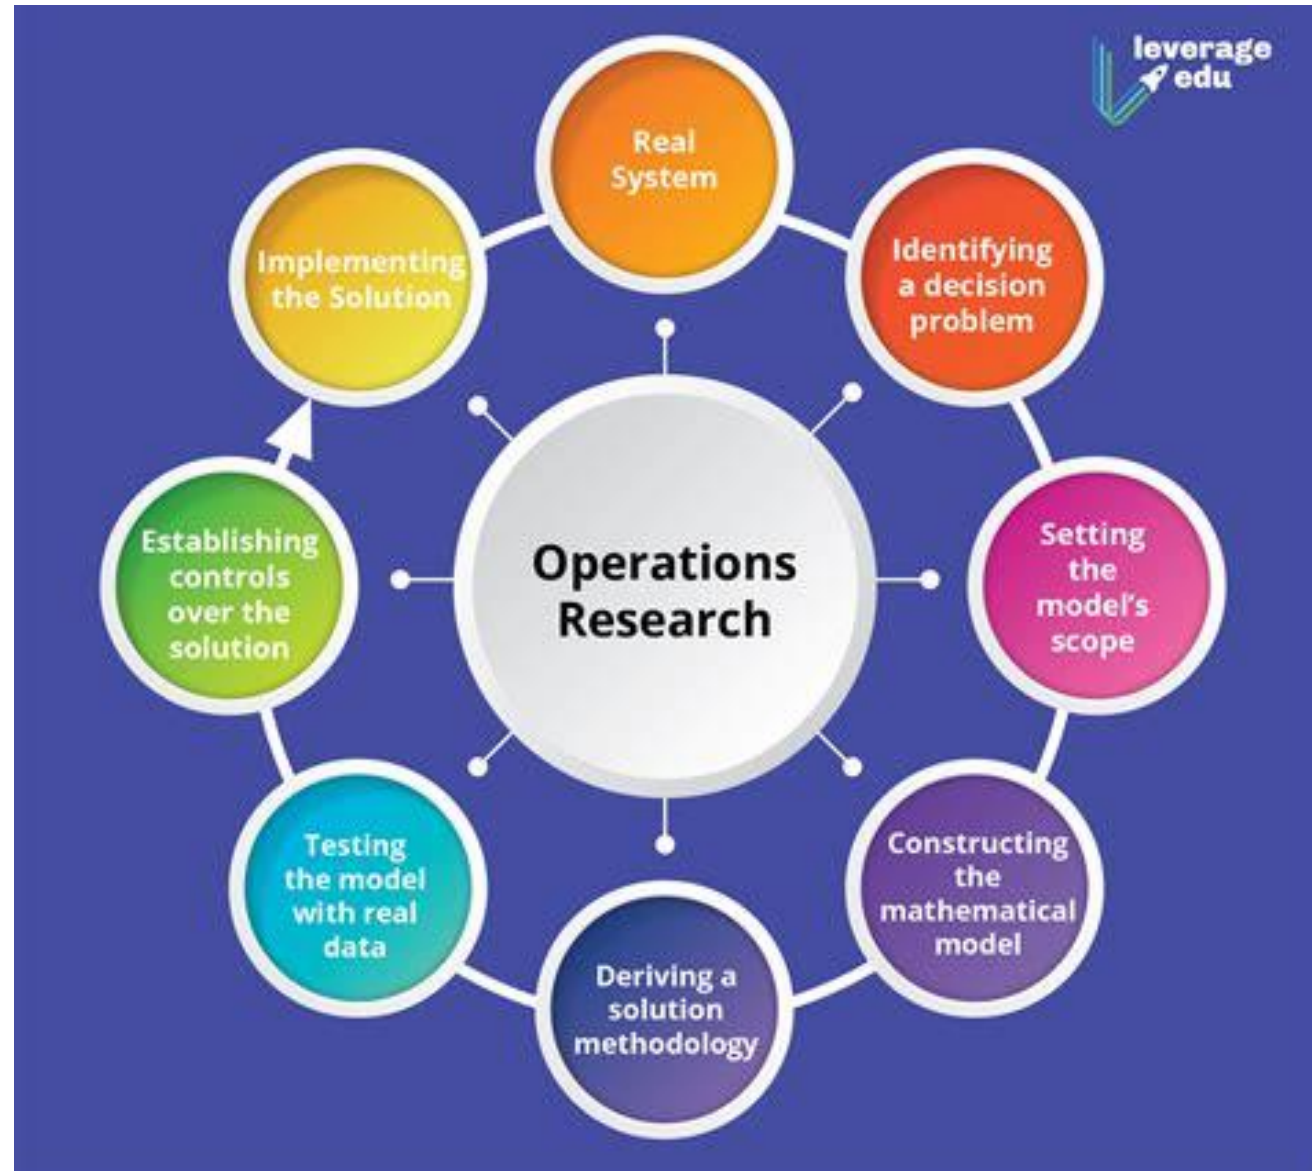 leverage
edu
Real
System
Identifying
a decision
problem
Setting
the
model's
scope
Constructing
the
mathematical
model
Deriving a
solution
methodology
Testing
the model
with real
data
Establishing
controls
over the
solution
Implementing
the Solution
Operations
Research